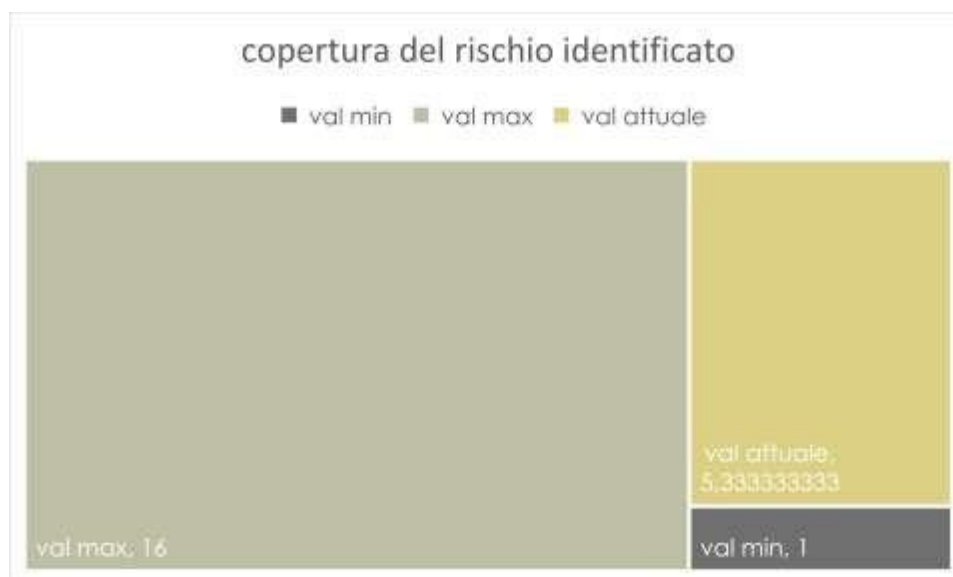 copertura del rischio identificato
val min val max val attuale
val attuale,
5,333333333
val max, 16
val min, 1